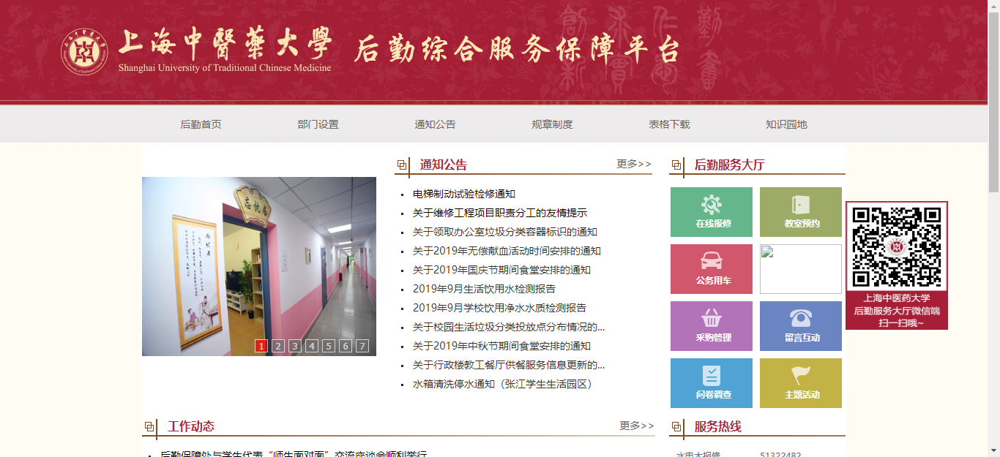 上海中醫藥大學
Shanghai University of Traditional Chinese Medicine
后勤综合服务保障平台
后勤首页
部门设置
通知公告
规章制度
表格下载
知识园地
忘忧居
1 2 3 4 5 6 7
通知公告
更多>>
电梯制动试验检修通知
关于维修工程项目职责分工的友情提示
关于领取办公室垃圾分类容器标识的通知
关于2019年无偿献血活动时间安排的通知
关于2019年国庆节期间食堂安排的通知
2019年9月生活饮用水检测报告
2019年9月学校饮用净水水质检测报告
关于校园生活垃圾分类投放点分布情况的...
关于2019年中秋节期间食堂安排的通知
关于行政楼教工餐厅供餐服务信息更新的...
水箱清洗停水通知（张江学生生活园区）
后勤服务大厅
在线报修
教室预约
公务用车
采购管理
留言互动
问卷调查
主题活动
上海中医药大学
后勤服务大厅微信端
扫一扫哦~
工作动态
更多>>
后勤保障处与学生代表“师生面对面”交流座谈会顺利举行
服务热线
水电木报修
51322482